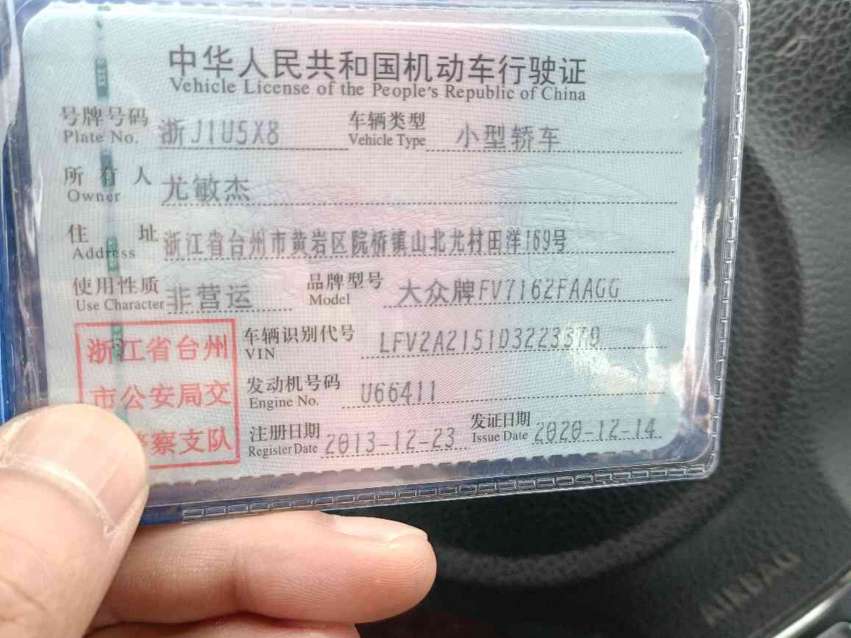 中华人民共和国机动车行驶证
Vehicle License of the People's Republic of China
号牌号码 浙J1U5X8 车辆类型 小型轿车
Plate No. Vehicle Type
所有人 尤敏杰
Owner
住址 浙江省台州市黄岩区院桥镇山北尤村田洋169号
Address
使用性质 非营运 品牌型号 大众牌FV7162FAAGG
Use Character Model
浙江省台州
市公安局交
警察支队
车辆识别代号
VIN
发动机号码 U66411
Engine No.
注册日期 2013-12-23 发证日期 2020-12-14
Register Date Issue Date
AIRBAG